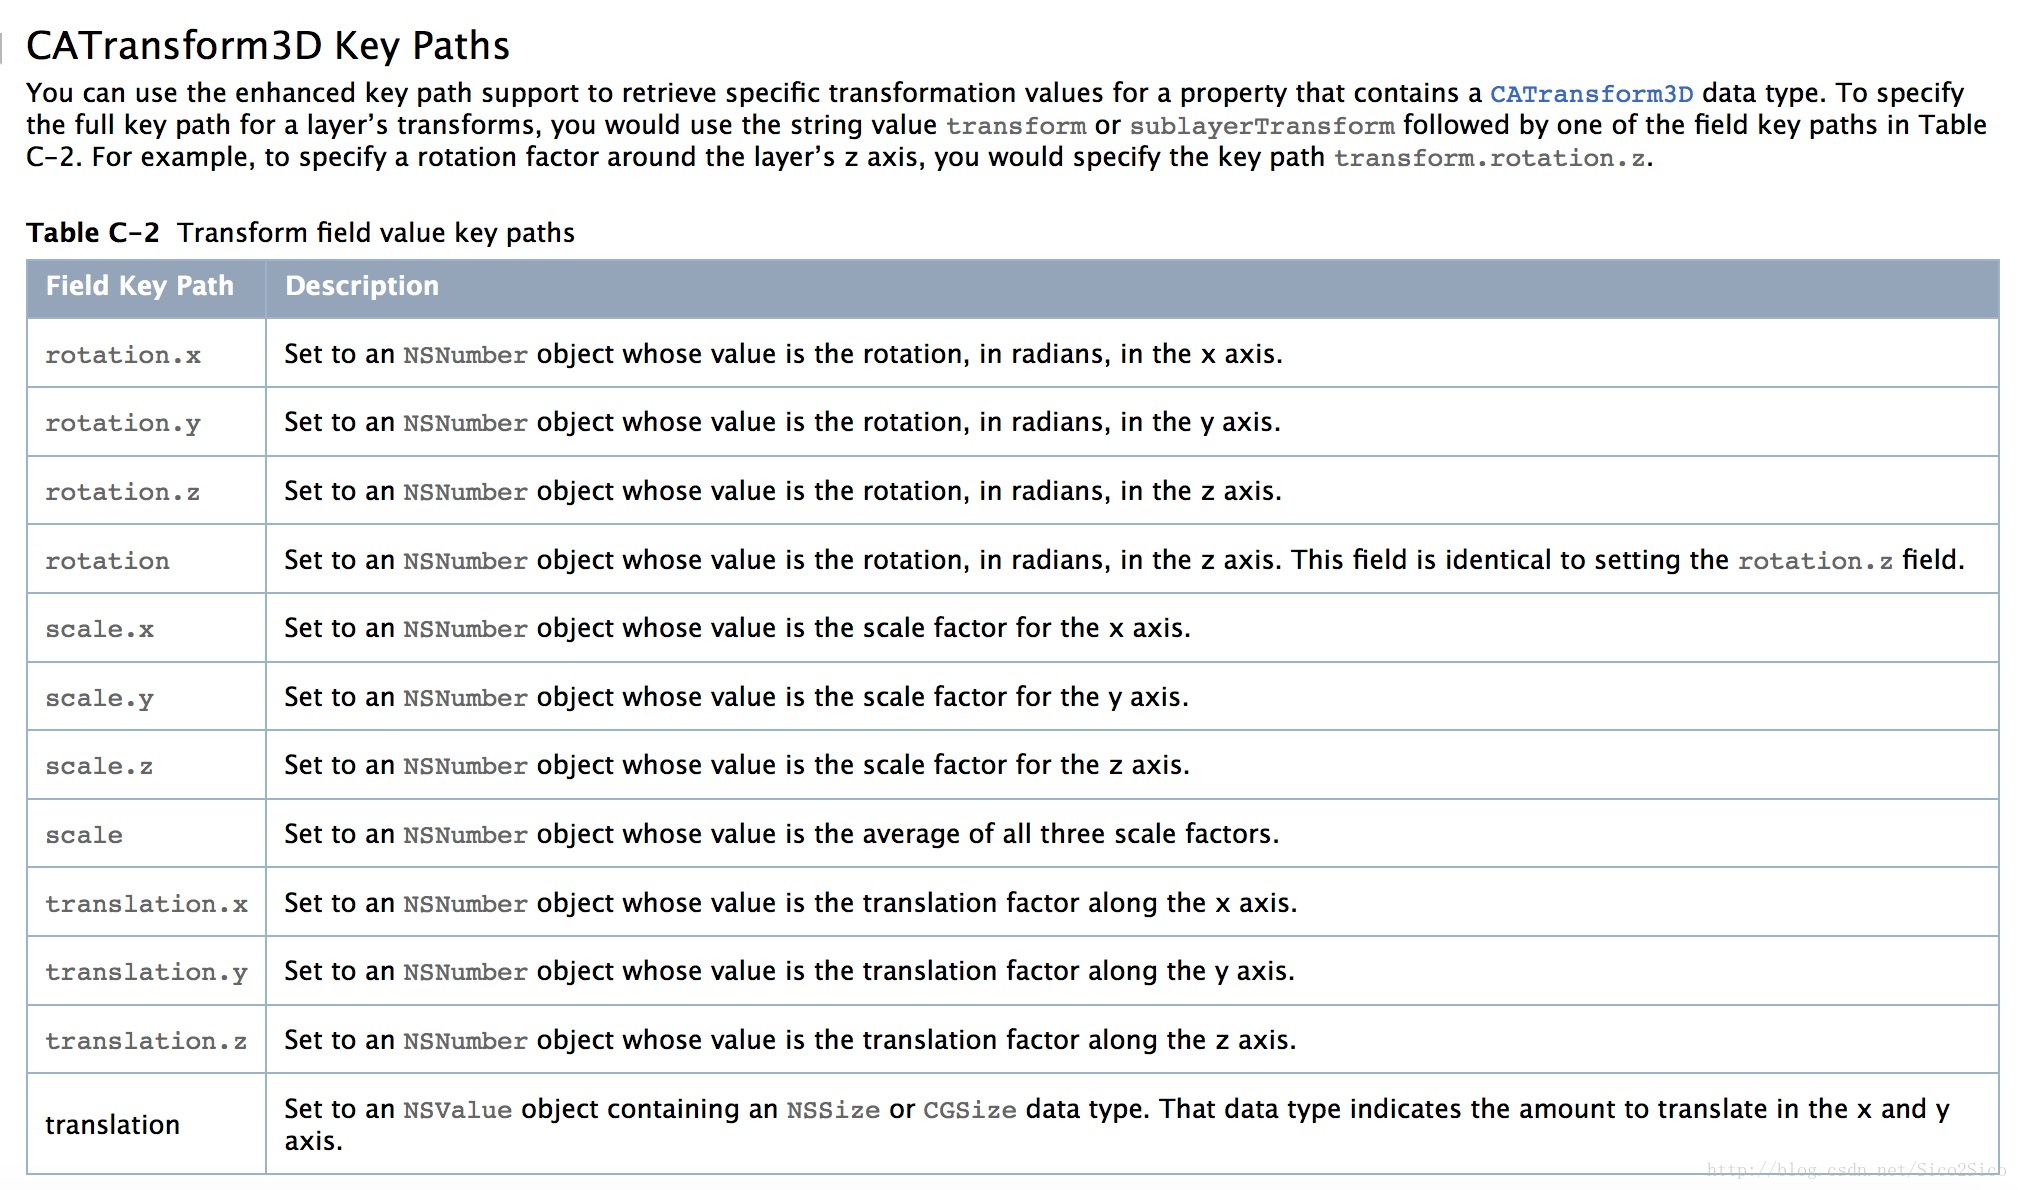 CATransform3D Key Paths
You can use the enhanced key path support to retrieve specific transformation values for a property that contains a CATransform3D data type. To specify
the full key path for a layer’s transforms, you would use the string value transform or sublayerTransform followed by one of the field key paths in Table
C-2. For example, to specify a rotation factor around the layer’s z axis, you would specify the key path transform.rotation.z.
Table C-2 Transform field value key paths
Field Key Path Description
rotation.x Set to an NSNumber object whose value is the rotation, in radians, in the x axis.
rotation.y Set to an NSNumber object whose value is the rotation, in radians, in the y axis.
rotation.z Set to an NSNumber object whose value is the rotation, in radians, in the z axis.
rotation Set to an NSNumber object whose value is the rotation, in radians, in the z axis. This field is identical to setting the rotation.z field.
scale.x Set to an NSNumber object whose value is the scale factor for the x axis.
scale.y Set to an NSNumber object whose value is the scale factor for the y axis.
scale.z Set to an NSNumber object whose value is the scale factor for the z axis.
scale Set to an NSNumber object whose value is the average of all three scale factors.
translation.x Set to an NSNumber object whose value is the translation factor along the x axis.
translation.y Set to an NSNumber object whose value is the translation factor along the y axis.
translation.z Set to an NSNumber object whose value is the translation factor along the z axis.
translation Set to an NSValue object containing an NSSize or CGSize data type. That data type indicates the amount to translate in the x and y
axis.
http://blog.csdn.net/Sico2Sico